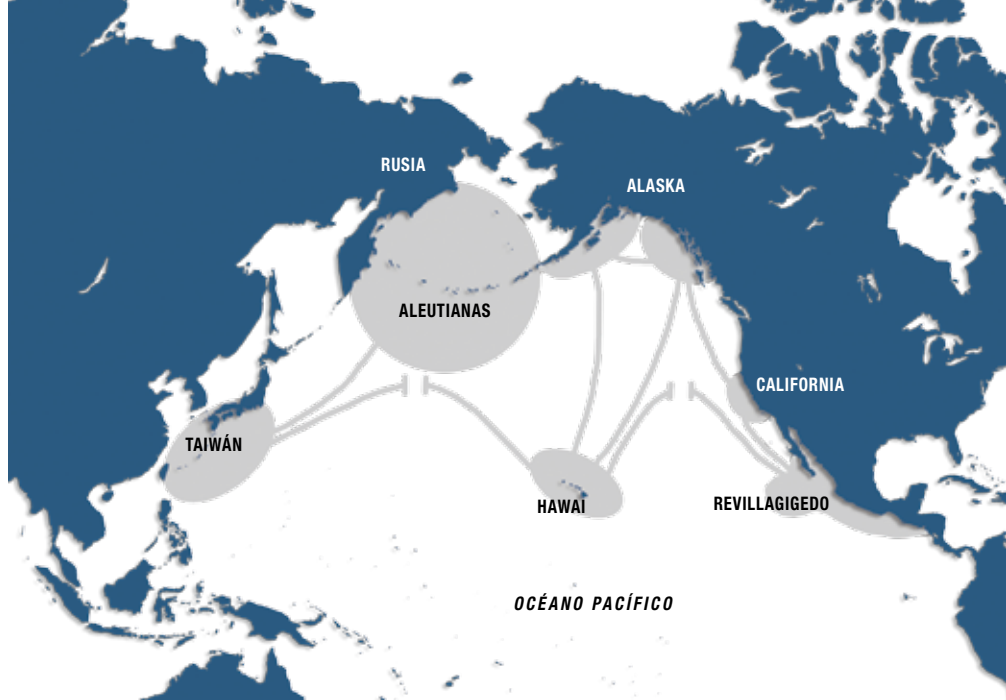 RUSIA
ALASKA
ALEUTIANAS
CALIFORNIA
TAIWÁN
HAWAI
REVILLAGIGEDO
OCÉANO PACÍFICO